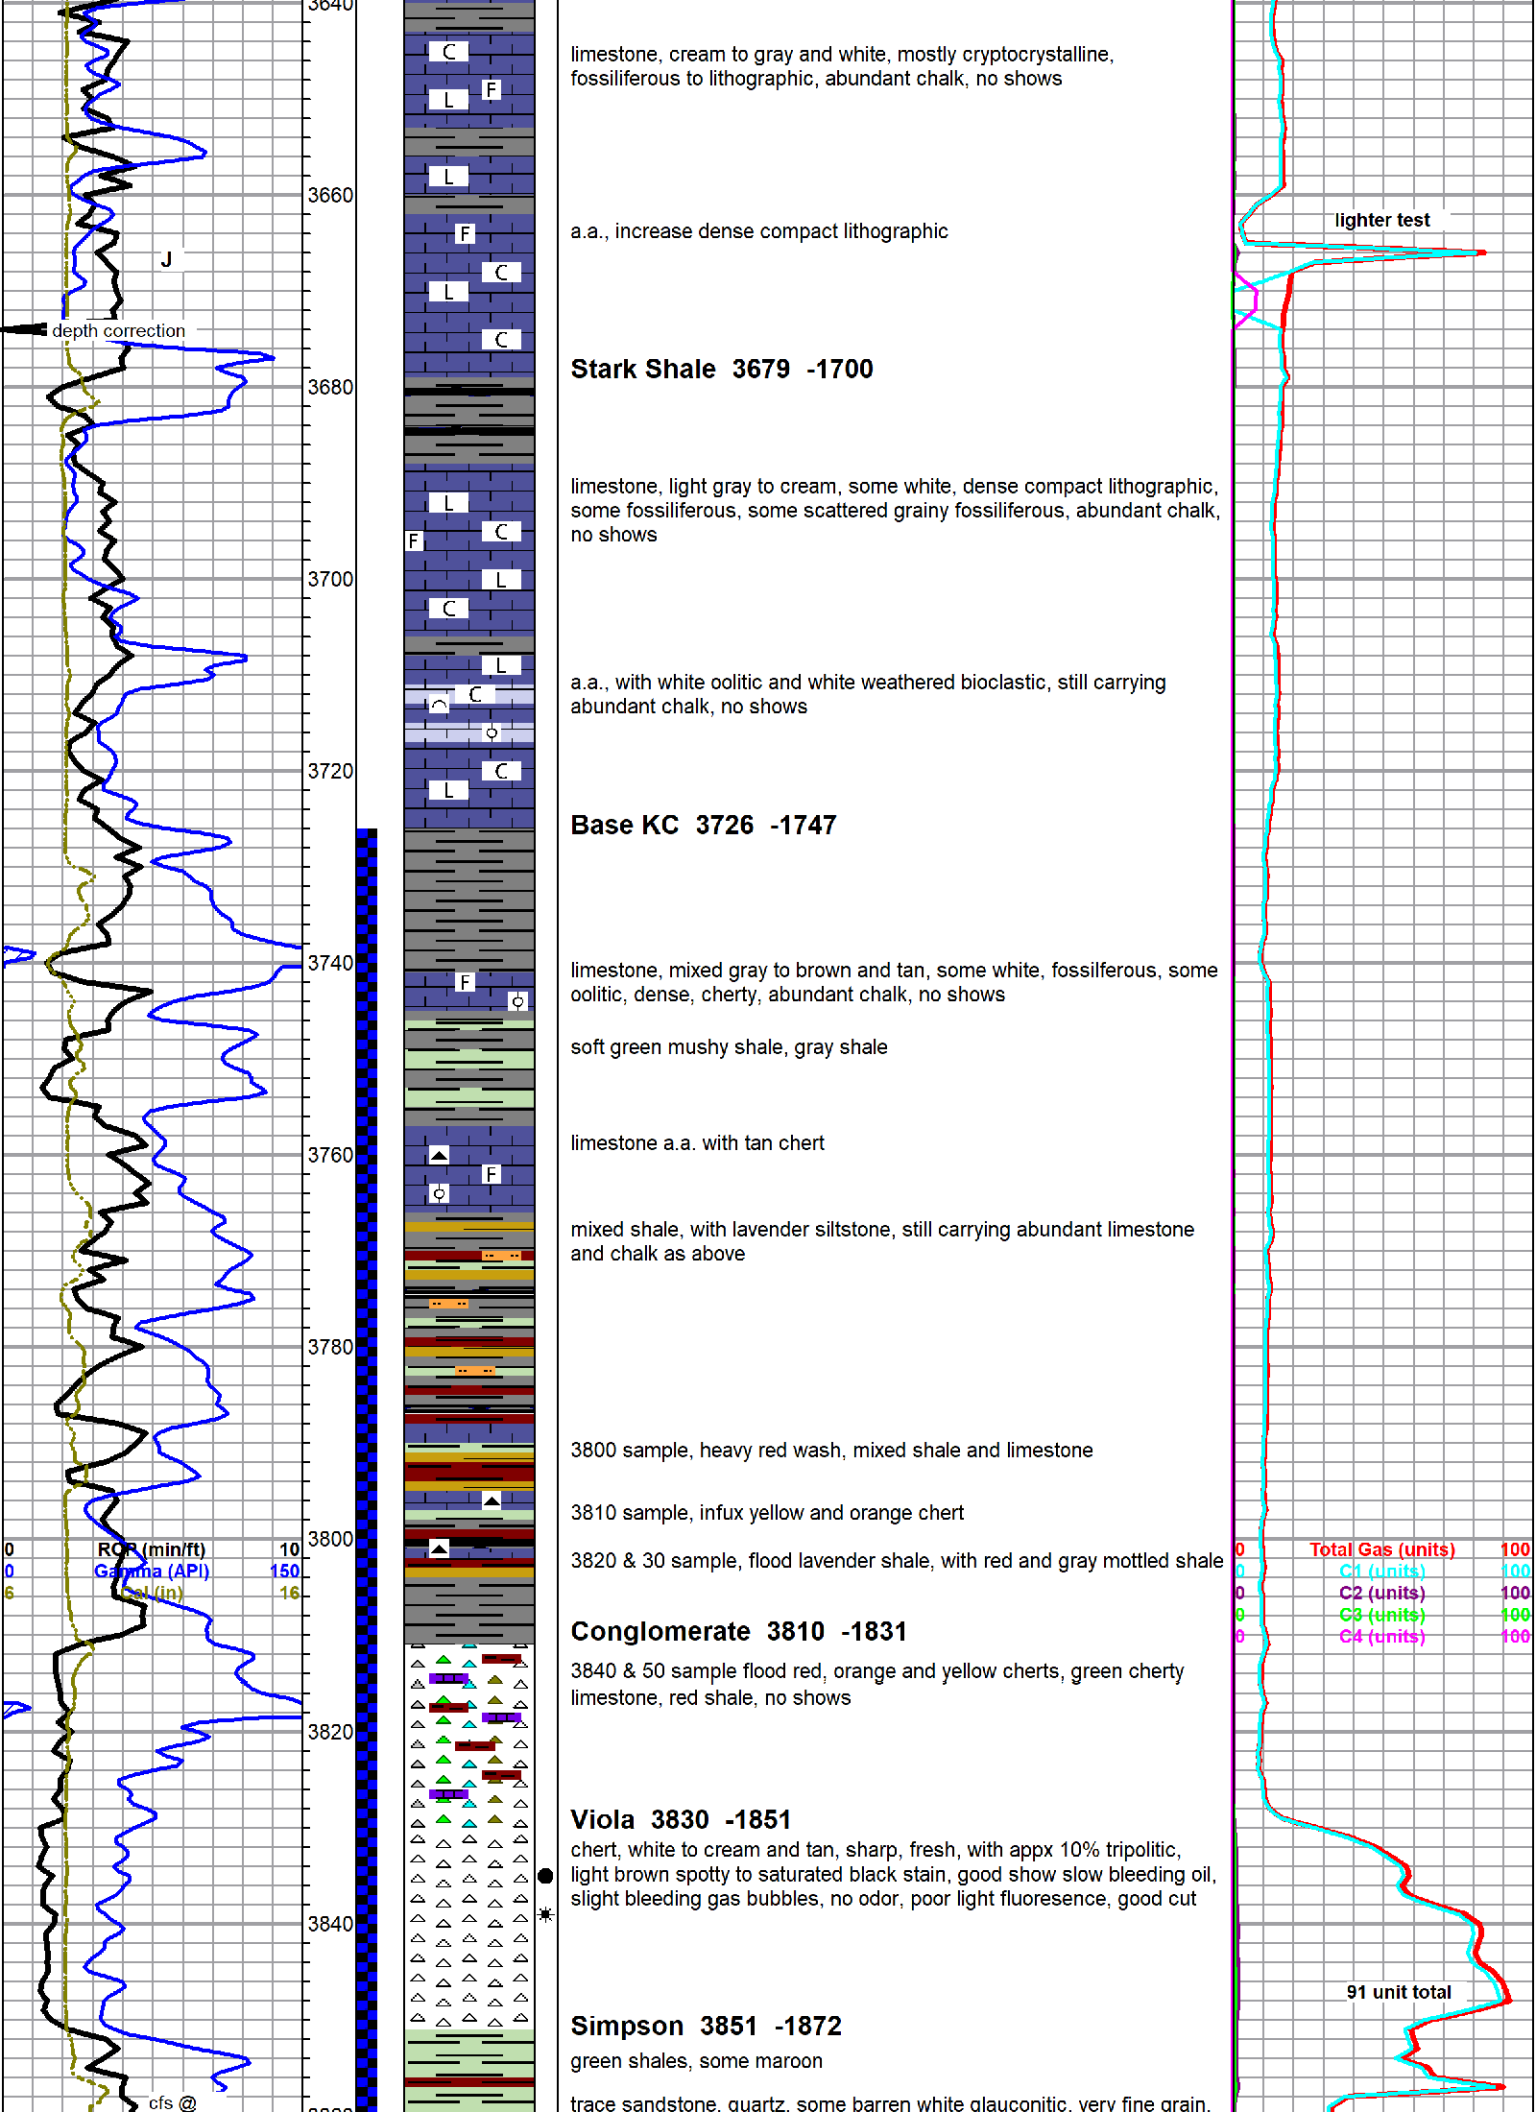 3640
limestone, cream to gray and white, mostly cryptocrystalline,
fossiliferous to lithographic, abundant chalk, no shows
C
F
L
L
3660
lighter test
F
a.a., increase dense compact lithographic
J
C
L
depth correction
C
Stark Shale 3679 -1700
3680
limestone, light gray to cream, some white, dense compact lithographic,
some fossiliferous, some scattered grainy fossiliferous, abundant chalk,
no shows
L
C
F
3700
L
C
L
a.a., with white oolitic and white weathered bioclastic, still carrying
abundant chalk, no shows
C
3720
C
L
Base KC 3726 -1747
3740
limestone, mixed gray to brown and tan, some white, fossilferous, some
oolitic, dense, cherty, abundant chalk, no shows
F
soft green mushy shale, gray shale
3760
limestone a.a. with tan chert
F
mixed shale, with lavender siltstone, still carrying abundant limestone
and chalk as above
3780
3800 sample, heavy red wash, mixed shale and limestone
3810 sample, infux yellow and orange chert
3800
0 ROP (min/ft) 10
0 Gamma (API) 150
6 Cal (in) 16
3820 & 30 sample, flood lavender shale, with red and gray mottled shale
0 Total Gas (units) 100
0 C1 (units) 100
0 C2 (units) 100
0 C3 (units) 100
0 C4 (units) 100
Conglomerate 3810 -1831
3840 & 50 sample flood red, orange and yellow cherts, green cherty
limestone, red shale, no shows
3820
Viola 3830 -1851
chert, white to cream and tan, sharp, fresh, with appx 10% tripolitic,
light brown spotty to saturated black stain, good show slow bleeding oil,
slight bleeding gas bubbles, no odor, poor light fluoresence, good cut
3840
91 unit total
Simpson 3851 -1872
green shales, some maroon
cfs @
trace sandstone, quartz, some barren white glauconitic, very fine grain,